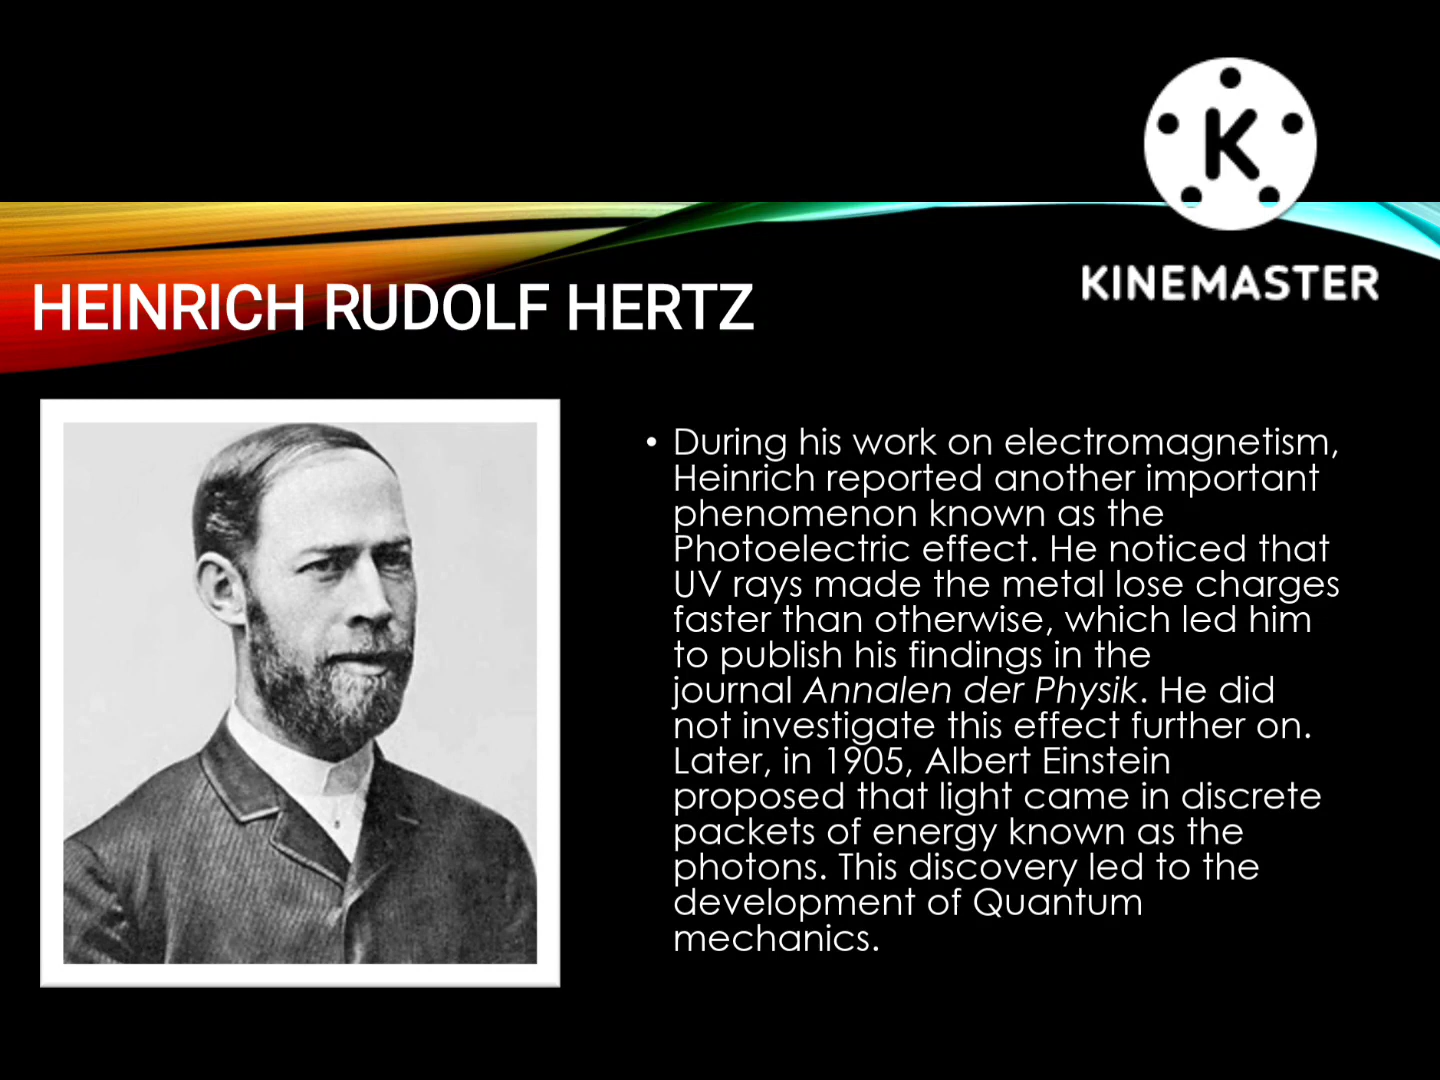 K
KINEMASTER
HEINRICH RUDOLF HERTZ
• During his work on electromagnetism,
Heinrich reported another important
phenomenon known as the
Photoelectric effect. He noticed that
UV rays made the metal lose charges
faster than otherwise, which led him
to publish his findings in the
journal Annalen der Physik. He did
not investigate this effect further on.
Later, in 1905, Albert Einstein
proposed that light came in discrete
packets of energy known as the
photons. This discovery led to the
development of Quantum
mechanics.